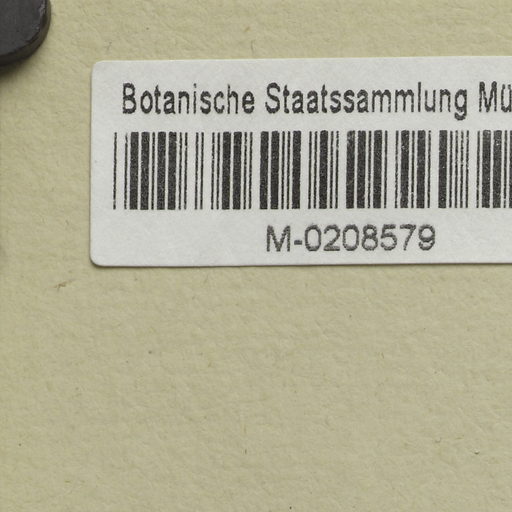 Botanische Staatssammlung Mü
M-0208579